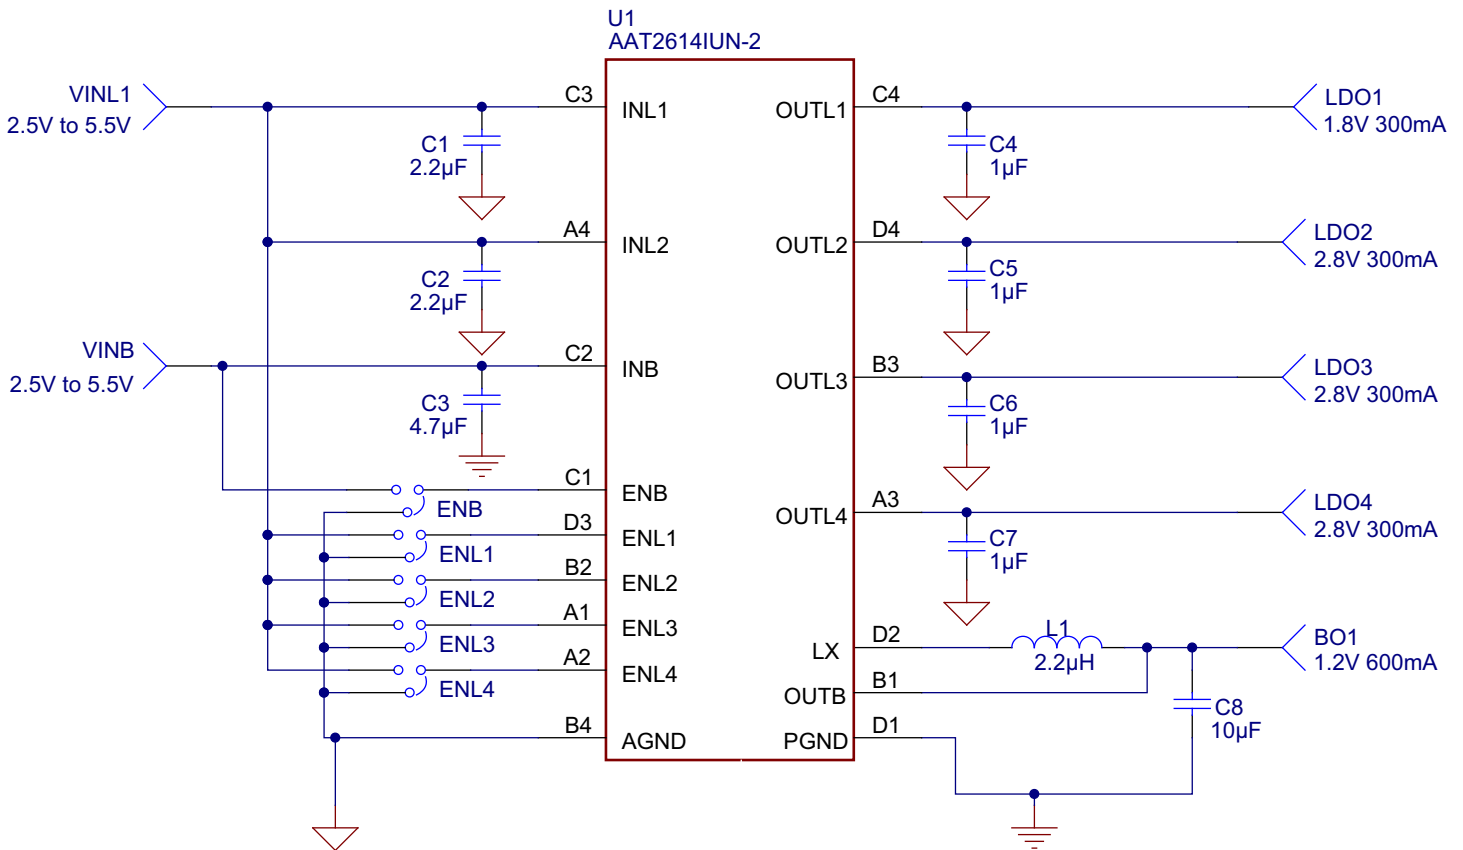 U1
AAT2614IUN-2
VINL1
2.5V to 5.5V
C3
INL1
OUTL1
C4
LDO1
1.8V 300mA
C1
2.2µF
C4
1µF
A4
INL2
OUTL2
D4
LDO2
2.8V 300mA
C2
2.2µF
C5
1µF
VINB
2.5V to 5.5V
C2
INB
OUTL3
B3
LDO3
2.8V 300mA
C3
4.7µF
C6
1µF
C1
ENB
ENB
D3
ENL1
ENL1
B2
ENL2
ENL2
A1
ENL3
ENL3
A2
ENL4
ENL4
B4
AGND
OUTL4
A3
LDO4
2.8V 300mA
C7
1µF
LX
D2
L1
2.2µH
BO1
1.2V 600mA
OUTB
B1
C8
10µF
PGND
D1